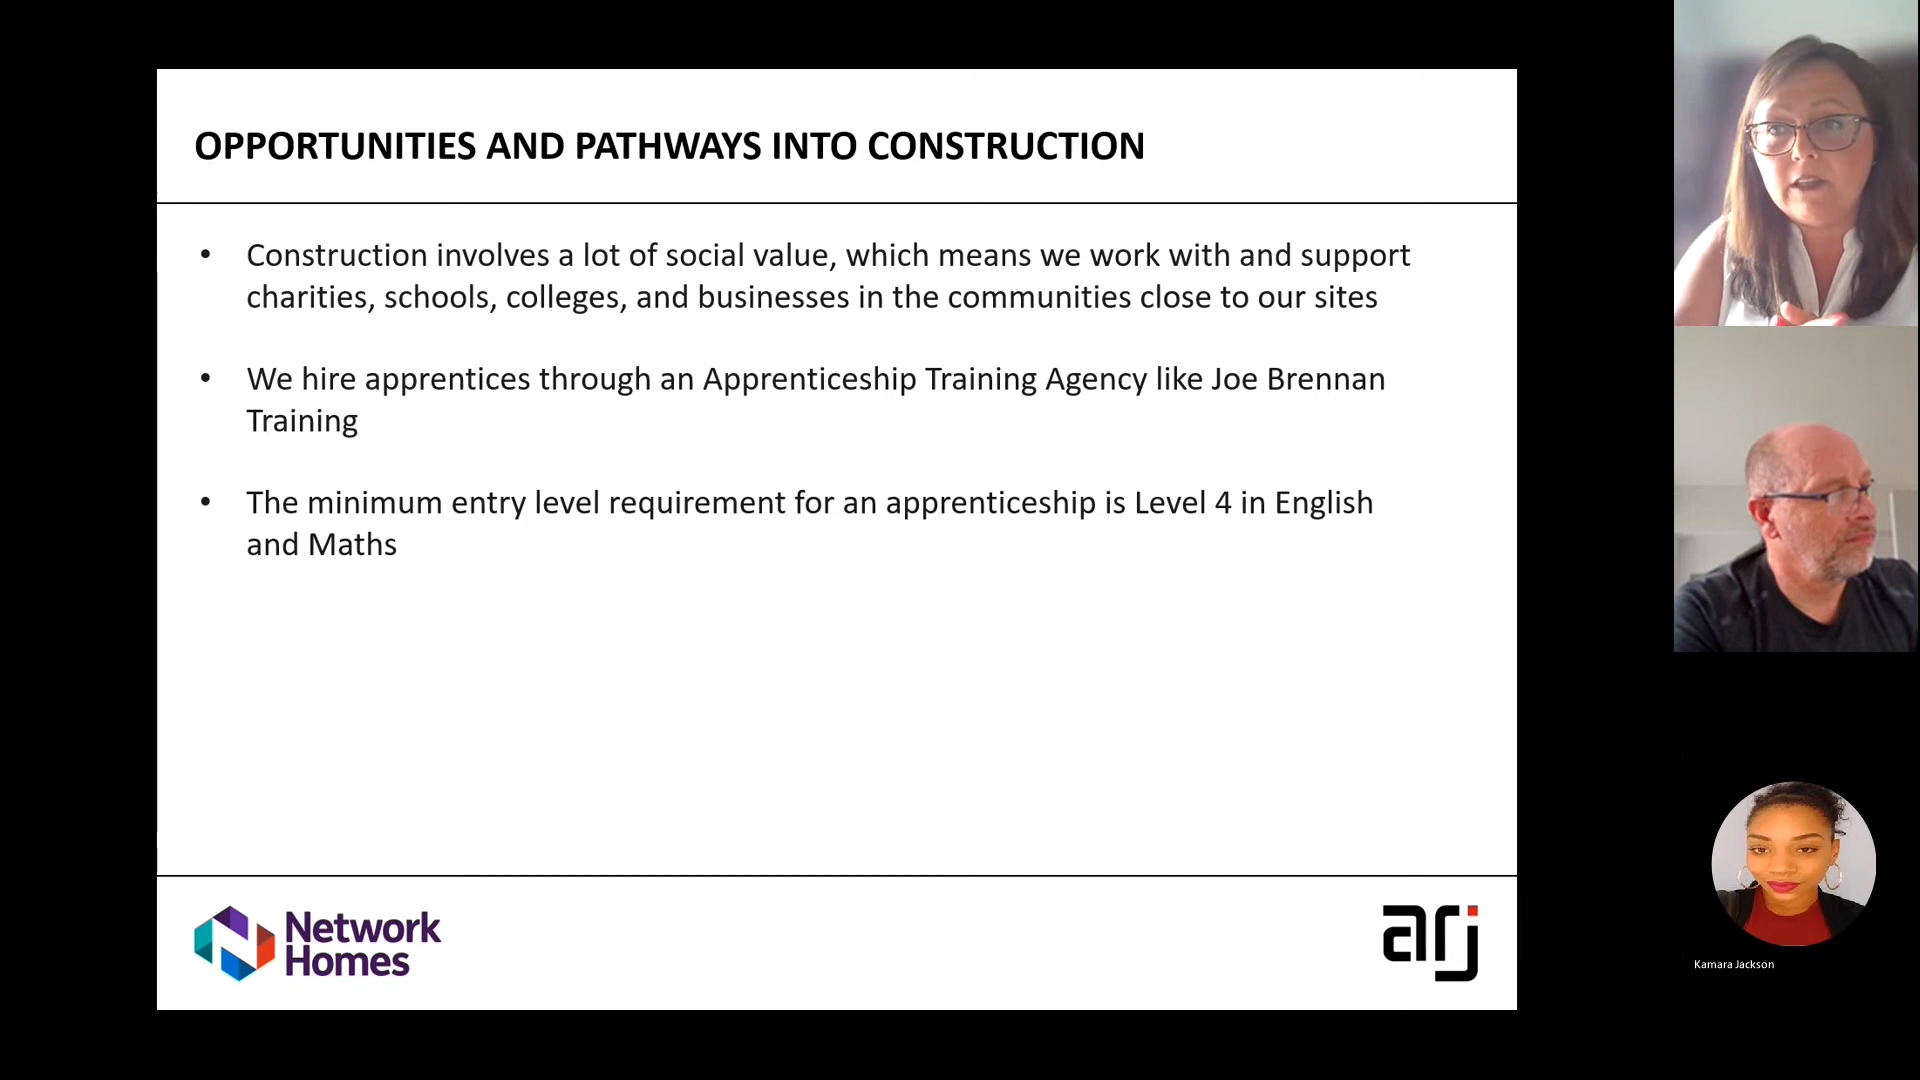 OPPORTUNITIES AND PATHWAYS INTO CONSTRUCTION
• Construction involves a lot of social value, which means we work with and support
charities, schools, colleges, and businesses in the communities close to our sites
• We hire apprentices through an Apprenticeship Training Agency like Joe Brennan
Training
• The minimum entry level requirement for an apprenticeship is Level 4 in English
and Maths
Network
Homes
arj
Kamara Jackson